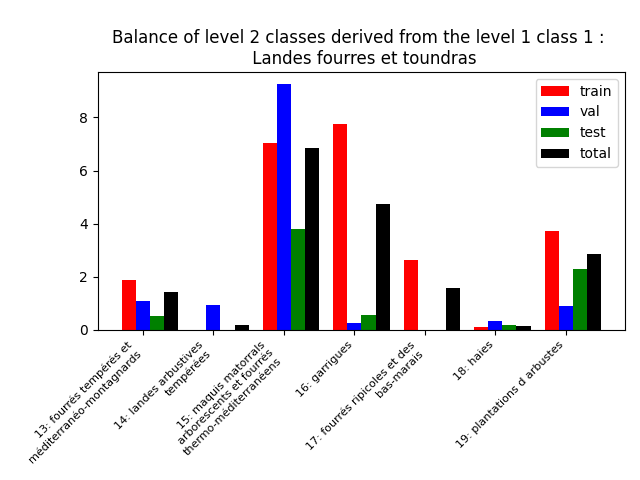 Balance of level 2 classes derived from the level 1 class 1 :
Landes fourres et toundras
train
val
test
total
8
6
4
2
0
13: fourrés tempérés et
méditerranéo-montagnards
14: landes arbustives
tempérées
15: maquis matorrals
arborescents et fourrés
thermo-méditerranéens
16: garrigues
17: fourrés ripicoles et des
bas-marais
18: haies
19: plantations d arbustes